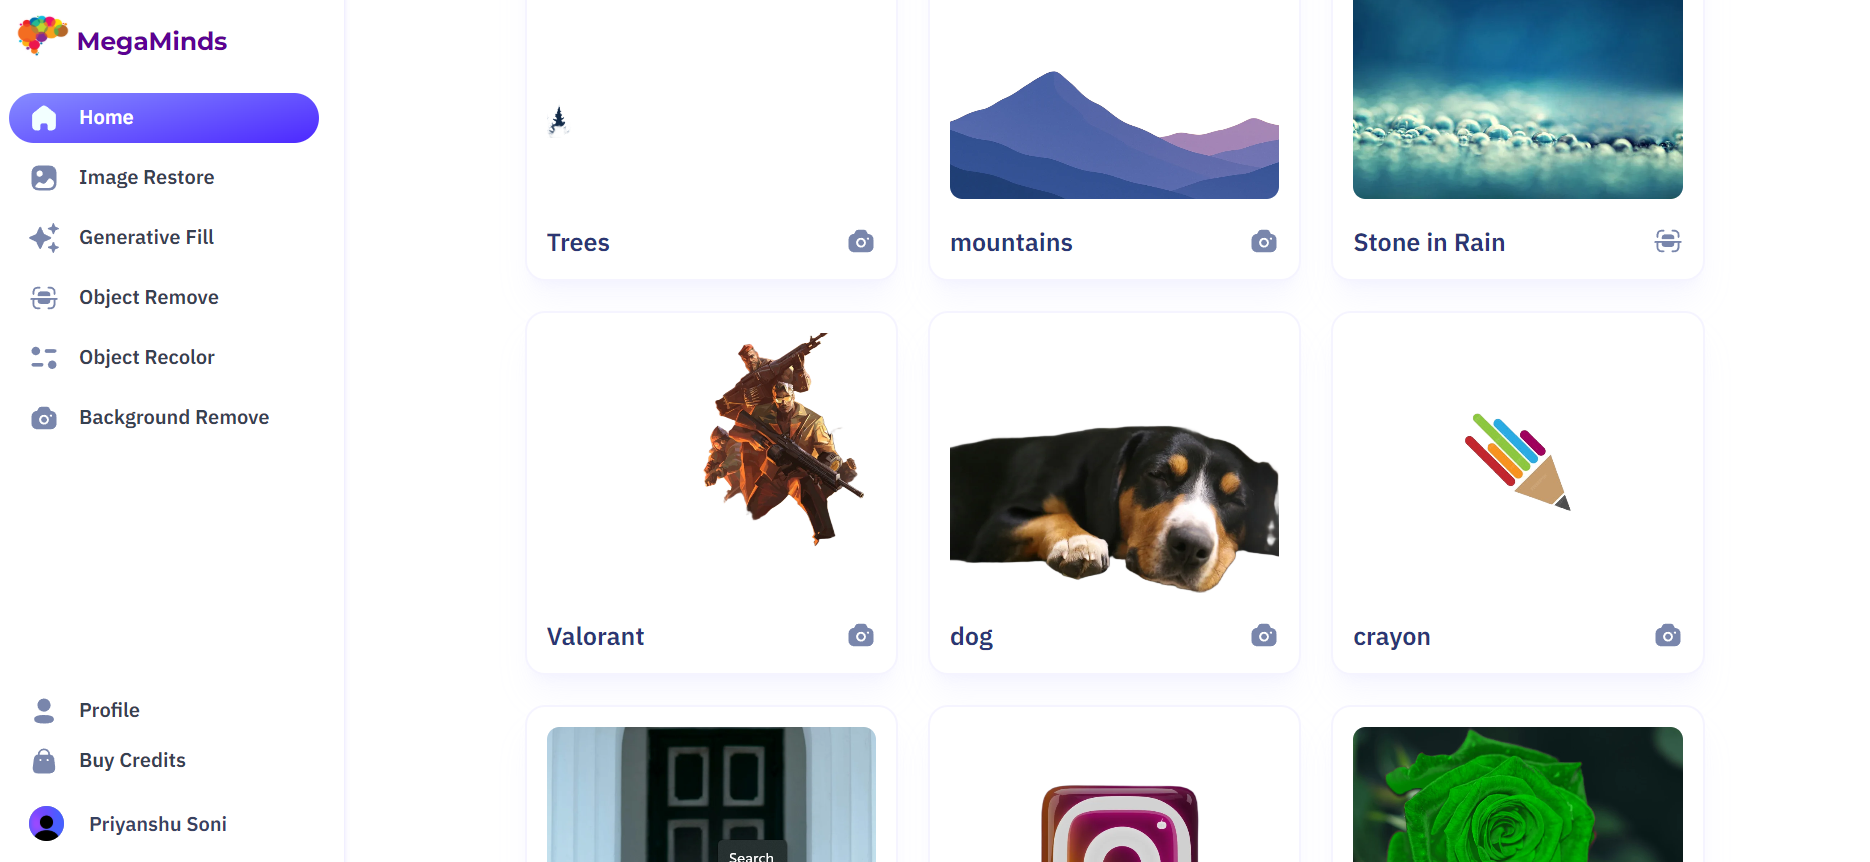 MegaMinds
Home
Image Restore
Generative Fill
Object Remove
Object Recolor
Background Remove
Profile
Buy Credits
Priyanshu Soni
Trees
mountains
Stone in Rain
Valorant
dog
crayon
Search